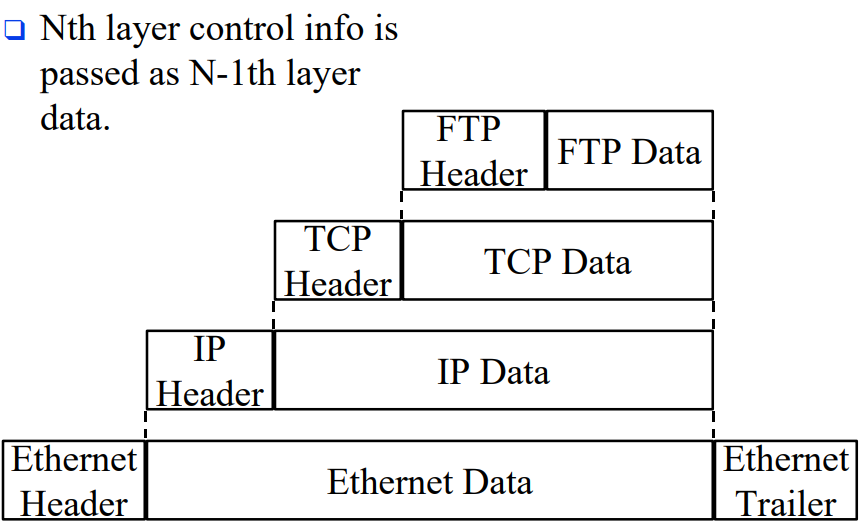 Nth layer control info is
passed as N-1th layer
data.
FTP
Header
FTP Data
TCP
Header
TCP Data
IP
Header
IP Data
Ethernet
Header
Ethernet Data
Ethernet
Trailer